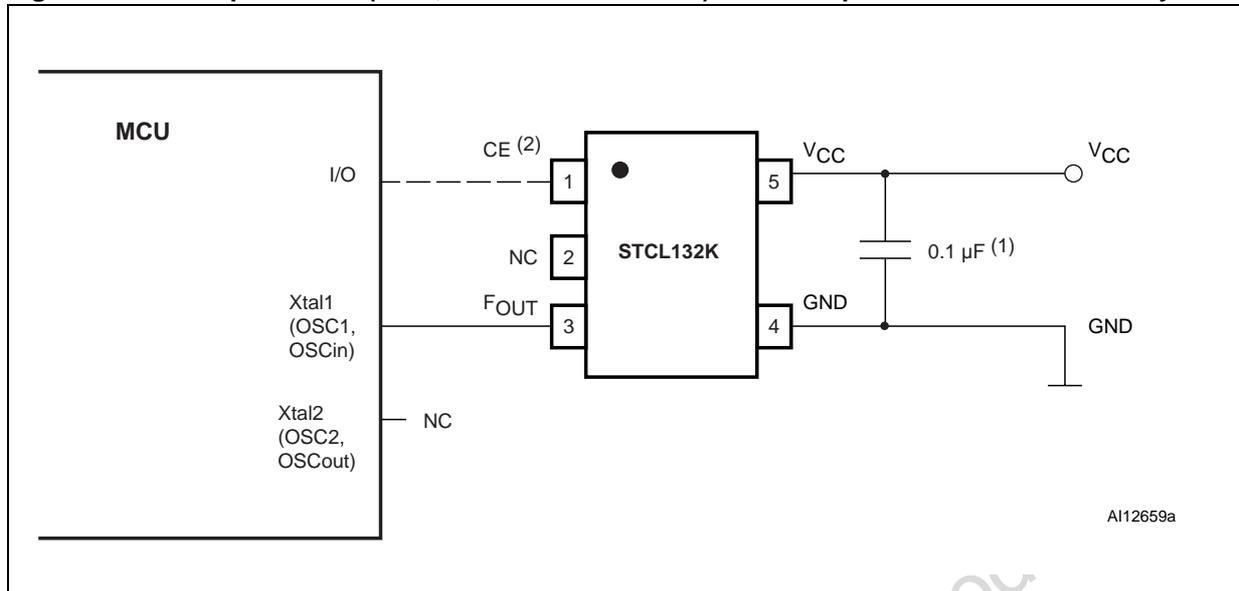 MCU
I/O
CE (2)
1
NC
2
FOUT
3
STCL132K
5
VCC
VCC
0.1 µF (1)
4
GND
GND
Xtal1
(OSC1,
OSCin)
Xtal2
(OSC2,
OSCout)
NC
AI12659a